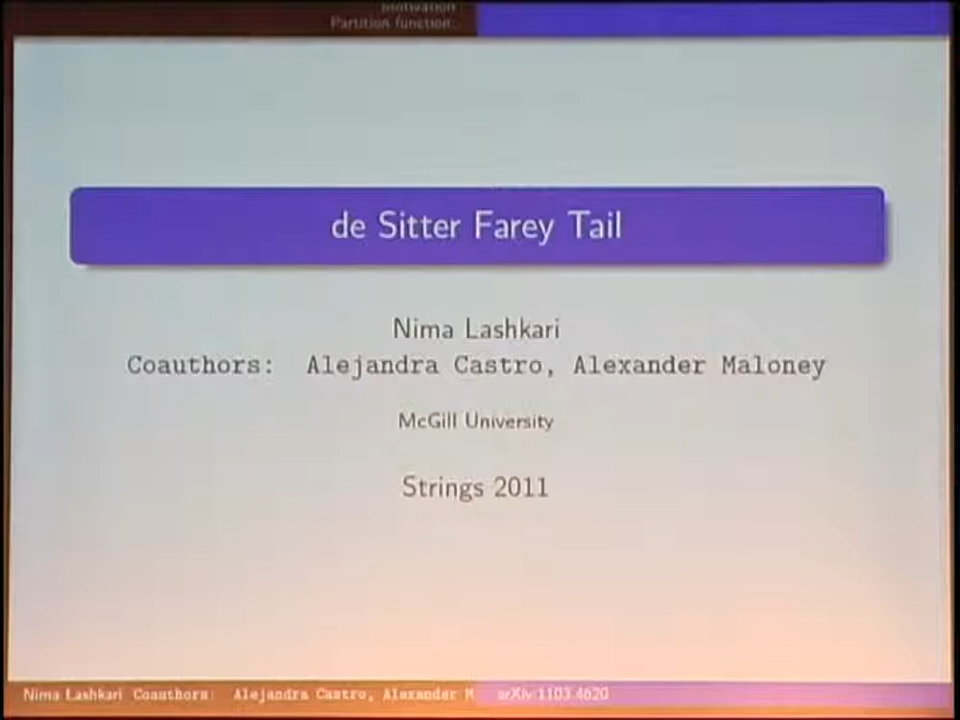 Motivation
Partition function
de Sitter Farey Tail
Nima Lashkari
Coauthors: Alejandra Castro, Alexander Maloney
McGill University
Strings 2011
Nima Lashkari Coauthors: Alejandra Castro, Alexander M arXiv:1103.4620